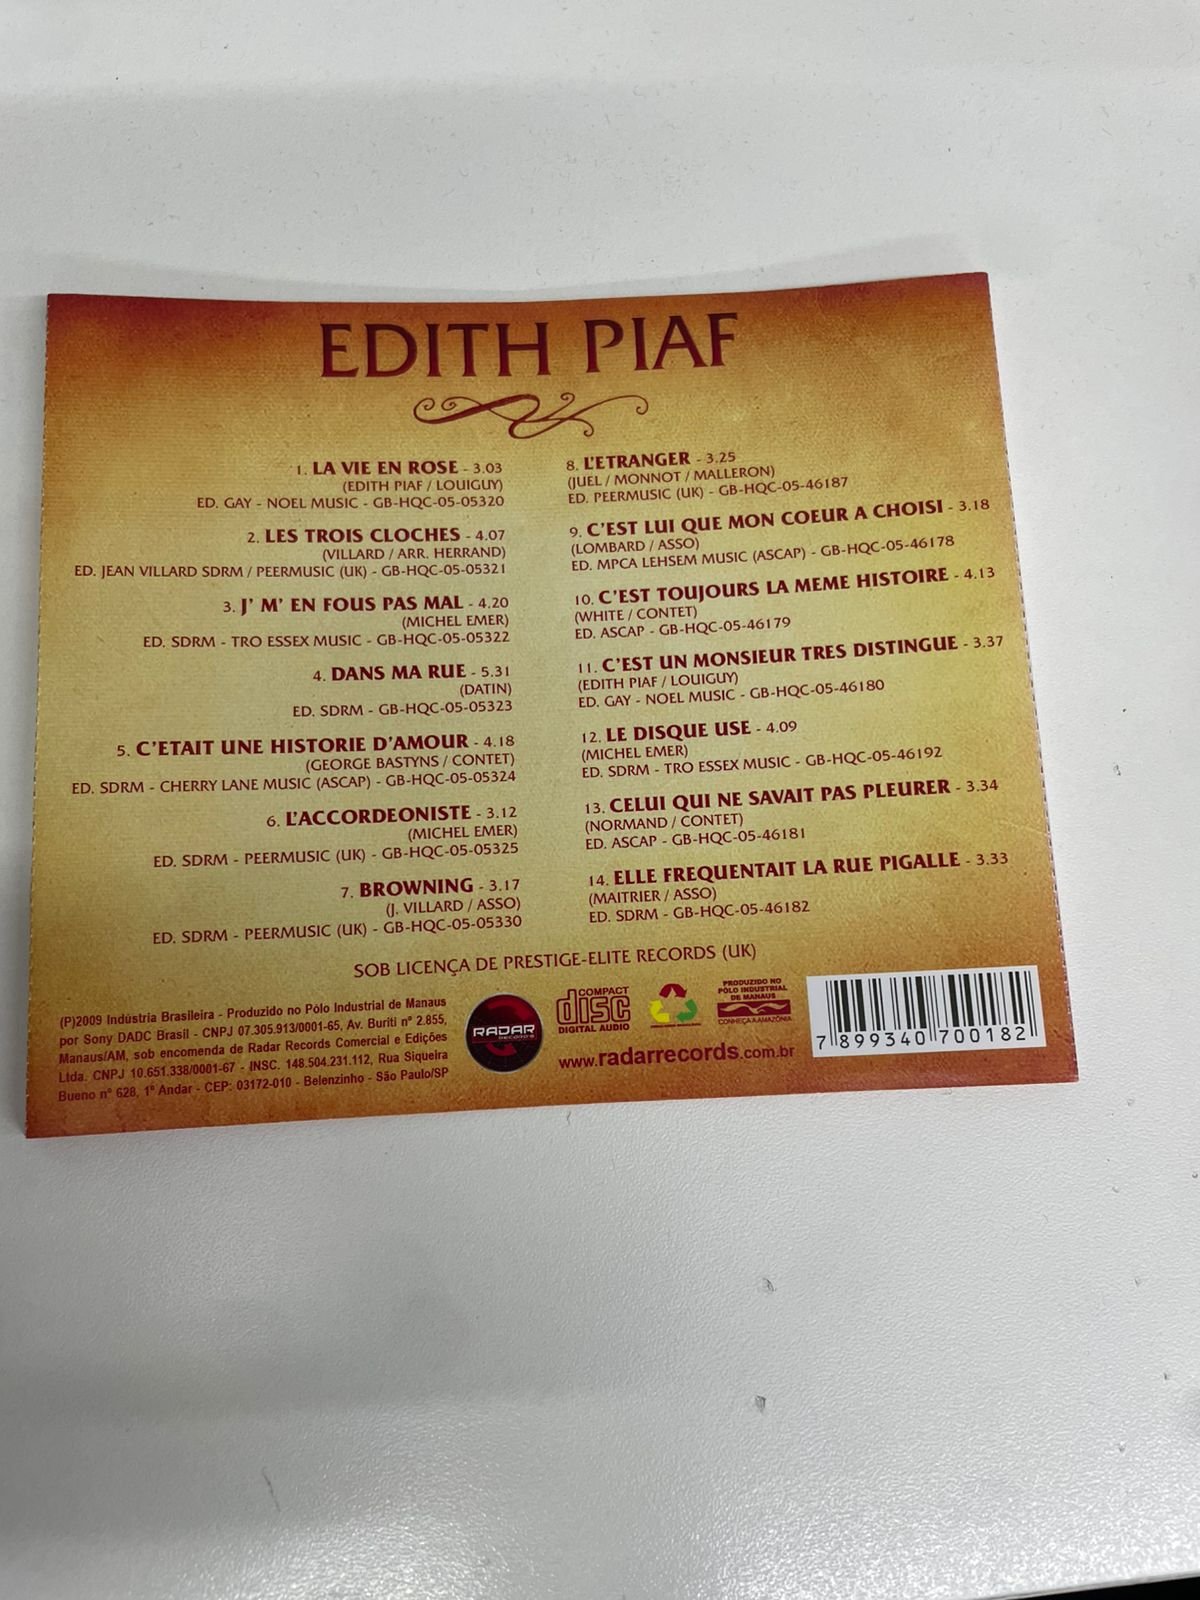 EDITH PIAF
1. LA VIE EN ROSE - 3.03
(EDITH PIAF / LOUIGUY)
ED. GAY - NOEL MUSIC - GB-HQC-05-05320
2. LES TROIS CLOCHES - 4.07
(VILLARD / ARR. HERRAND)
ED. JEAN VILLARD SDRM / PEERMUSIC (UK) - GB-HQC-05-05321
3. J' M' EN FOUS PAS MAL - 4.20
(MICHEL EMER)
ED. SDRM - TRO ESSEX MUSIC - GB-HQC-05-05322
4. DANS MA RUE - 5.31
(DATIN)
ED. SDRM - GB-HQC-05-05323
5. C'ETAIT UNE HISTORIE D'AMOUR - 4.18
(GEORGE BASTYNS / CONTET)
ED. SDRM - CHERRY LANE MUSIC (ASCAP) - GB-HQC-05-05324
6. L'ACCORDEONISTE - 3.12
(MICHEL EMER)
ED. SDRM - PEERMUSIC (UK) - GB-HQC-05-05325
7. BROWNING - 3.17
(J. VILLARD / ASSO)
ED. SDRM - PEERMUSIC (UK) - GB-HQC-05-05330
8. L'ETRANGER - 3.25
(JUEL / MONNOT / MALLERON)
ED. PEERMUSIC (UK) - GB-HQC-05-46187
9. C'EST LUI QUE MON COEUR A CHOISI - 3.18
(LOMBARD / ASSO)
ED. MPCA LEHSEM MUSIC (ASCAP) - GB-HQC-05-46178
10. C'EST TOUJOURS LA MEME HISTOIRE - 4.13
(WHITE / CONTET)
ED. ASCAP - GB-HQC-05-46179
11. C'EST UN MONSIEUR TRES DISTINGUE - 3.37
(EDITH PIAF / LOUIGUY)
ED. GAY - NOEL MUSIC - GB-HQC-05-46180
12. LE DISQUE USE - 4.09
(MICHEL EMER)
ED. SDRM - TRO ESSEX MUSIC - GB-HQC-05-46192
13. CELUI QUI NE SAVAIT PAS PLEURER - 3.34
(NORMAND / CONTET)
ED. ASCAP - GB-HQC-05-46181
14. ELLE FREQUENTAIT LA RUE PIGALLE - 3.33
(MAITRIER / ASSO)
ED. SDRM - GB-HQC-05-46182
SOB LICENÇA DE PRESTIGE-ELITE RECORDS (UK)
(P)2009 Indústria Brasileira - Produzido no Pólo Industrial de Manaus
por Sony DADC Brasil - CNPJ 07.305.913/0001-65, Av. Buriti nº 2.855,
Manaus/AM, sob encomenda de Radar Records Comercial e Edições
Ltda. CNPJ 10.651.338/0001-67 - INSC. 148.504.231.112, Rua Siqueira
Bueno nº 628, 1º Andar - CEP: 03172-010 - Belenzinho - São Paulo/SP
RADAR
RECORDS
COMPACT
disc
DIGITAL AUDIO
PRODUZIDO NO
PÓLO INDUSTRIAL
DE MANAUS
CONHEÇA A AMAZÔNIA
www.radarrecords.com.br
7 899340 700182